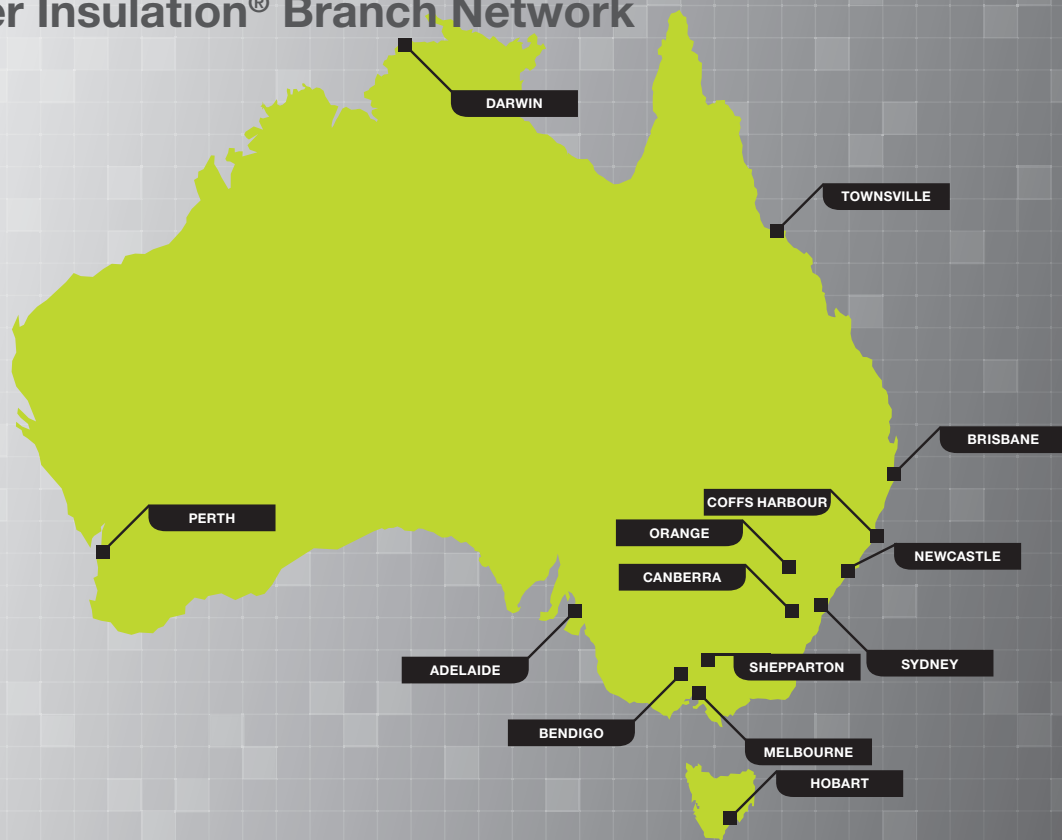 er Insulation® Branch Network
DARWIN
TOWNSVILLE
BRISBANE
COFFS HARBOUR
PERTH
ORANGE
NEWCASTLE
CANBERRA
ADELAIDE
SHEPPARTON
SYDNEY
BENDIGO
MELBOURNE
HOBART